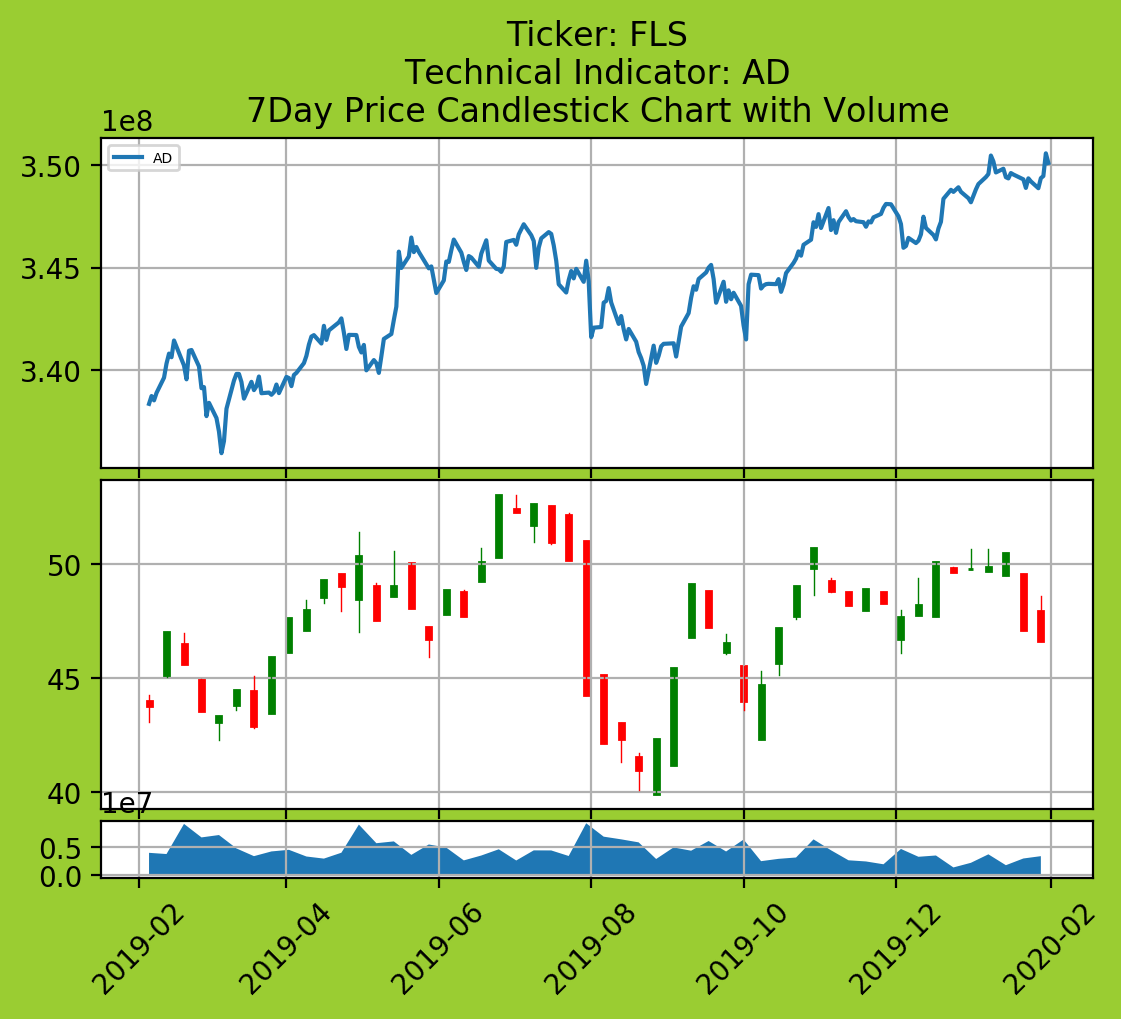 Ticker: FLS
Technical Indicator: AD
7Day Price Candlestick Chart with Volume
1e8
AD
3.50
3.45
3.40
50
45
40
1e7
0.5
0.0
2019-02 2019-04 2019-06 2019-08 2019-10 2019-12 2020-02